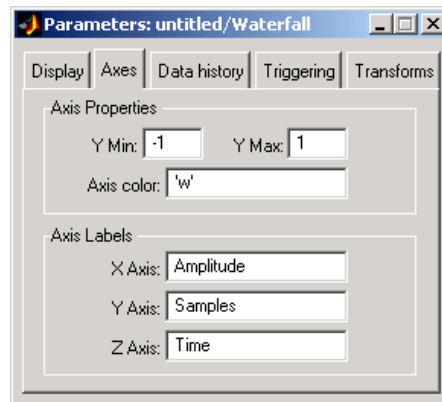 Parameters: untitled/Waterfall
Display Axes Data history Triggering Transforms
Axis Properties
Y Min: -1 Y Max: 1
Axis color: 'w'
Axis Labels
X Axis: Amplitude
Y Axis: Samples
Z Axis: Time